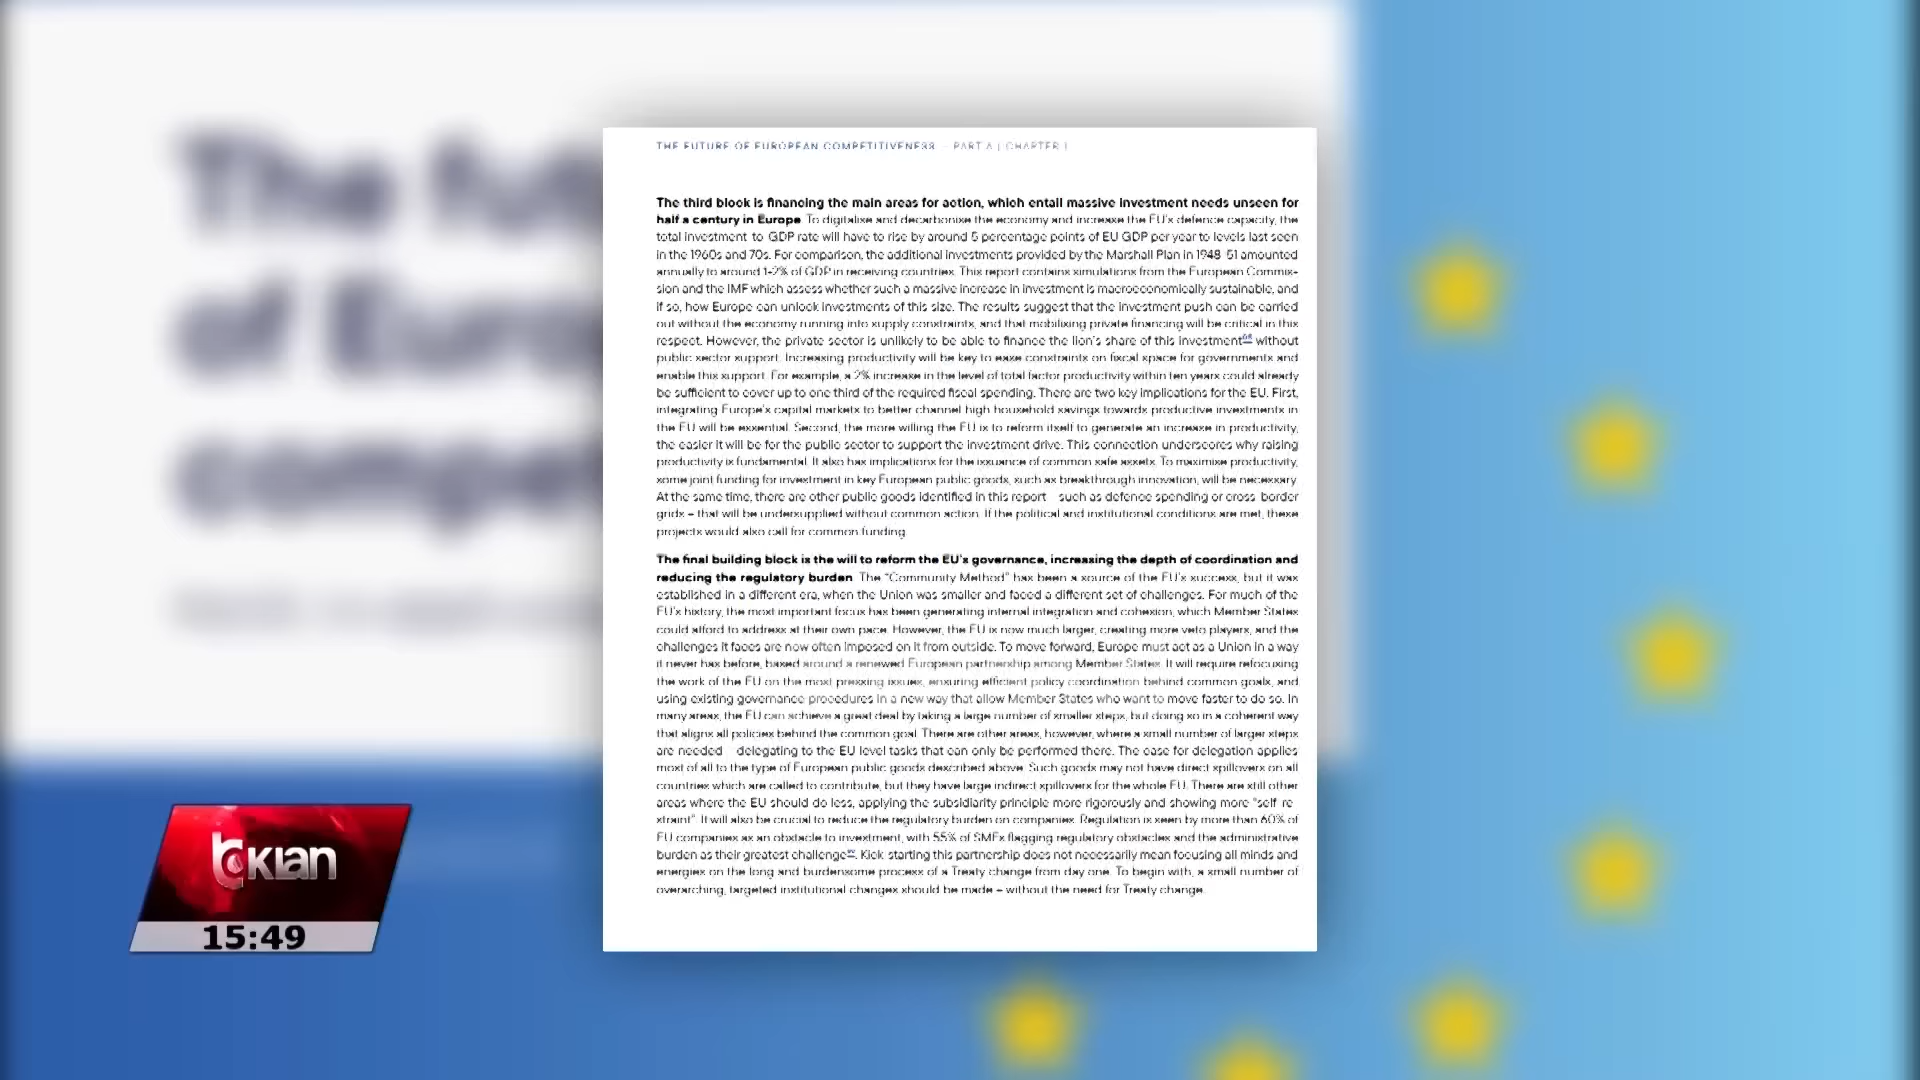 The futu
of Euro
compet
THE FUTURE OF EUROPEAN COMPETITIVENESS - PART A | CHAPTER 1
The third block is financing the main areas for action, which entail massive investment needs unseen for
half a century in Europe. To digitalise and decarbonise the economy and increase the EU's defence capacity, the
total investment-to-GDP rate will have to rise by around 5 percentage points of EU GDP per year to levels last seen
in the 1960s and 70s. For comparison, the additional investments provided by the Marshall Plan in 1948-51 amounted
annually to around 1-2% of GDP in receiving countries. This report contains simulations from the European Commis-
sion and the IMF which assess whether such a massive increase in investment is macroeconomically sustainable, and
if so, how Europe can unlock investments of this size. The results suggest that the investment push can be carried
out without the economy running into supply constraints, and that mobilising private financing will be critical in this
respect. However, the private sector is unlikely to be able to finance the lion's share of this investment without
public sector support. Increasing productivity will be key to ease constraints on fiscal space for governments and
enable this support. For example, a 2% increase in the level of total factor productivity within ten years could already
be sufficient to cover up to one third of the required fiscal spending. There are two key implications for the EU. First,
integrating Europe's capital markets to better channel high household savings towards productive investments in
the EU will be essential. Second, the more willing the EU is to reform itself to generate an increase in productivity,
the easier it will be for the public sector to support the investment drive. This connection underscores why raising
productivity is fundamental. It also has implications for the issuance of common safe assets. To maximise productivity,
some joint funding for investment in key European public goods, such as breakthrough innovation, will be necessary.
At the same time, there are other public goods identified in this report – such as defence spending or cross-border
grids – that will be undersupplied without common action. If the political and institutional conditions are met, these
projects would also call for common funding.
The final building block is the will to reform the EU's governance, increasing the depth of coordination and
reducing the regulatory burden. The "Community Method" has been a source of the EU's success, but it was
established in a different era, when the Union was smaller and faced a different set of challenges. For much of the
EU's history, the most important focus has been generating internal integration and cohesion, which Member States
could afford to address at their own pace. However, the EU is now much larger, creating more veto players, and the
challenges it faces are now often imposed on it from outside. To move forward, Europe must act as a Union in a way
it never has before, based around a renewed European partnership among Member States. It will require refocusing
the work of the EU on the most pressing issues, ensuring efficient policy coordination behind common goals, and
using existing governance procedures in a new way that allow Member States who want to move faster to do so. In
many areas, the EU can achieve a great deal by taking a large number of smaller steps, but doing so in a coherent way
that aligns all policies behind the common goal. There are other areas, however, where a small number of larger steps
are needed – delegating to the EU level tasks that can only be performed there. The case for delegation applies
most of all to the type of European public goods described above. Such goods may not have direct spillovers on all
countries which are called to contribute, but they have large indirect spillovers for the whole EU. There are still other
areas where the EU should do less, applying the subsidiarity principle more rigorously and showing more "self-re-
straint". It will also be crucial to reduce the regulatory burden on companies. Regulation is seen by more than 60% of
EU companies as an obstacle to investment, with 55% of SMEs flagging regulatory obstacles and the administrative
burden as their greatest challenge. Kick-starting this partnership does not necessarily mean focusing all minds and
energies on the long and burdensome process of a Treaty change from day one. To begin with, a small number of
overarching, targeted institutional changes should be made – without the need for Treaty change.
tv klan
15:49